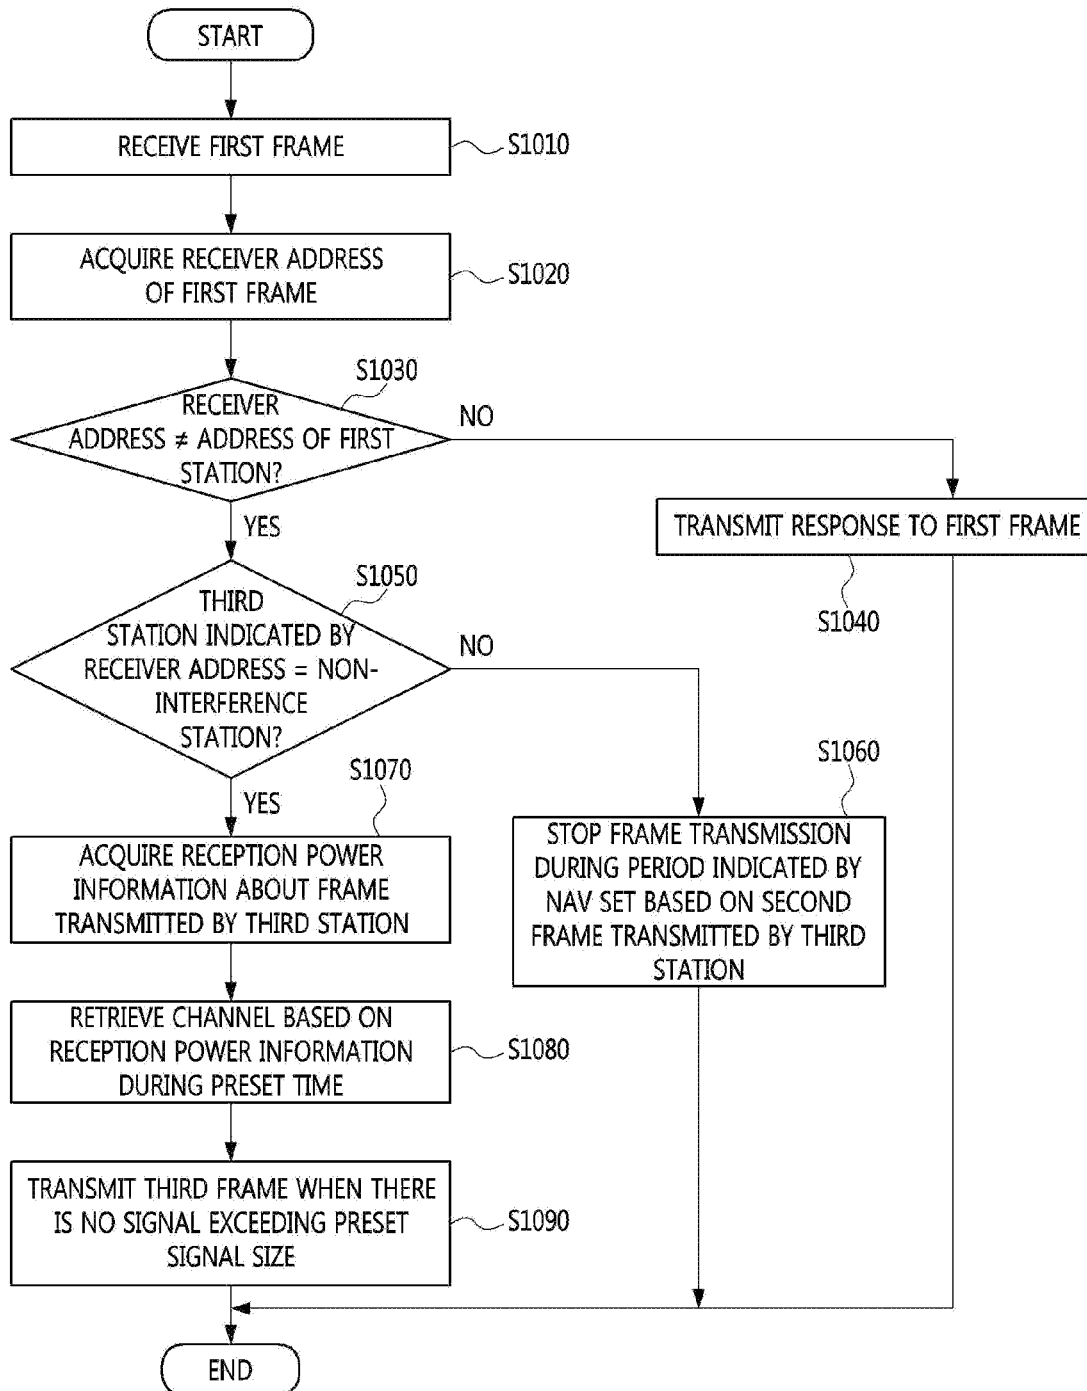 START
RECEIVE FIRST FRAME
S1010
ACQUIRE RECEIVER ADDRESS
OF FIRST FRAME
S1020
S1030
RECEIVER
ADDRESS ≠ ADDRESS OF FIRST
STATION?
NO
YES
TRANSMIT RESPONSE TO FIRST FRAME
S1040
S1050
THIRD
STATION INDICATED BY
RECEIVER ADDRESS = NON-
INTERFERENCE
STATION?
NO
YES
S1060
STOP FRAME TRANSMISSION
DURING PERIOD INDICATED BY
NAV SET BASED ON SECOND
FRAME TRANSMITTED BY THIRD
STATION
S1070
ACQUIRE RECEPTION POWER
INFORMATION ABOUT FRAME
TRANSMITTED BY THIRD STATION
RETRIEVE CHANNEL BASED ON
RECEPTION POWER INFORMATION
DURING PRESET TIME
S1080
TRANSMIT THIRD FRAME WHEN THERE
IS NO SIGNAL EXCEEDING PRESET
SIGNAL SIZE
S1090
END